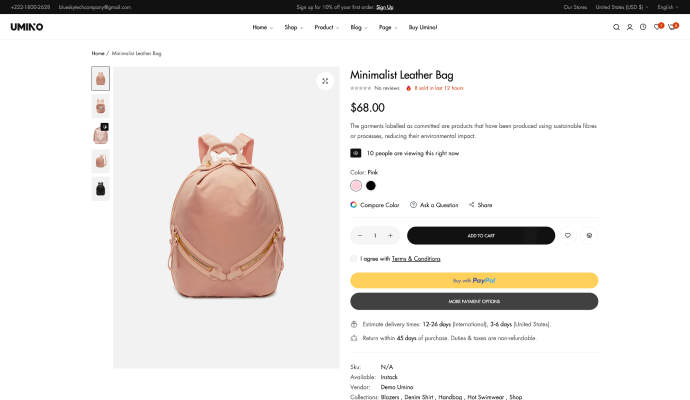 +222-1800-2628 blueskytechcompany@gmail.com Sign up for 10% off your first order. Sign Up Our Stores United States (USD $) English
UMINO Home Shop Product Blog Page Buy Umino!
Home / Minimalist Leather Bag
Minimalist Leather Bag
No reviews 8 sold in last 12 hours
$68.00
The garments labelled as committed are products that have been produced using sustainable fibres
or processes, reducing their environmental impact.
10 people are viewing this right now
Color: Pink
Compare Color Ask a Question Share
− 1 + ADD TO CART
I agree with Terms & Conditions
Buy with PayPal
MORE PAYMENT OPTIONS
Estimate delivery times: 12-26 days (International), 3-6 days (United States).
Return within 45 days of purchase. Duties & taxes are non-refundable.
Sku: N/A
Available: Instock
Vendor: Demo Umino
Collections: Blazers , Denim Shirt , Handbag , Hot Swimwear , Shop